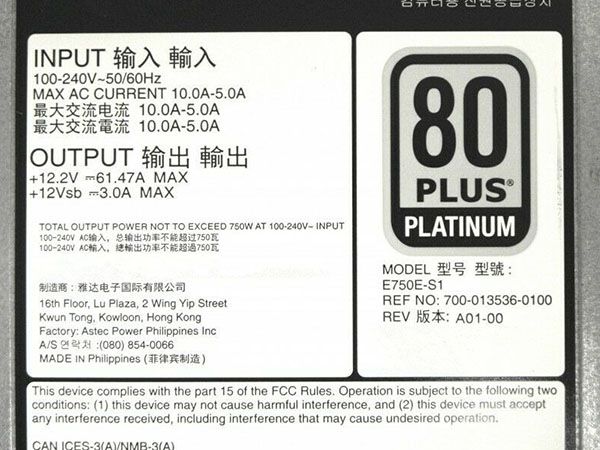 컴퓨터용 전원공급장치
INPUT 输入 輸入
100-240V~50/60Hz
MAX AC CURRENT 10.0A-5.0A
最大交流电流 10.0A-5.0A
最大交流電流 10.0A-5.0A
OUTPUT 输出 輸出
+12.2V ⎓61.47A MAX
+12Vsb ⎓3.0A MAX
TOTAL OUTPUT POWER NOT TO EXCEED 750W AT 100-240V~ INPUT
100-240V AC输入，总输出功率不能超过750瓦
100-240V AC輸入，總輸出功率不能超過750瓦
制造商：雅达电子国际有限公司
16th Floor, Lu Plaza, 2 Wing Yip Street
Kwun Tong, Kowloon, Hong Kong
Factory: Astec Power Philippines Inc
A/S 연락처 :(080) 854-0066
MADE IN Philippines (菲律宾制造)
80
PLUS®
PLATINUM
MODEL 型号 型號：
E750E-S1
REF NO: 700-013536-0100
REV 版本: A01-00
This device complies with the part 15 of the FCC Rules. Operation is subject to the following two
conditions: (1) this device may not cause harmful interference, and (2) this device must accept
any interference received, including interference that may cause undesired operation.
CAN ICES-3(A)/NMB-3(A)